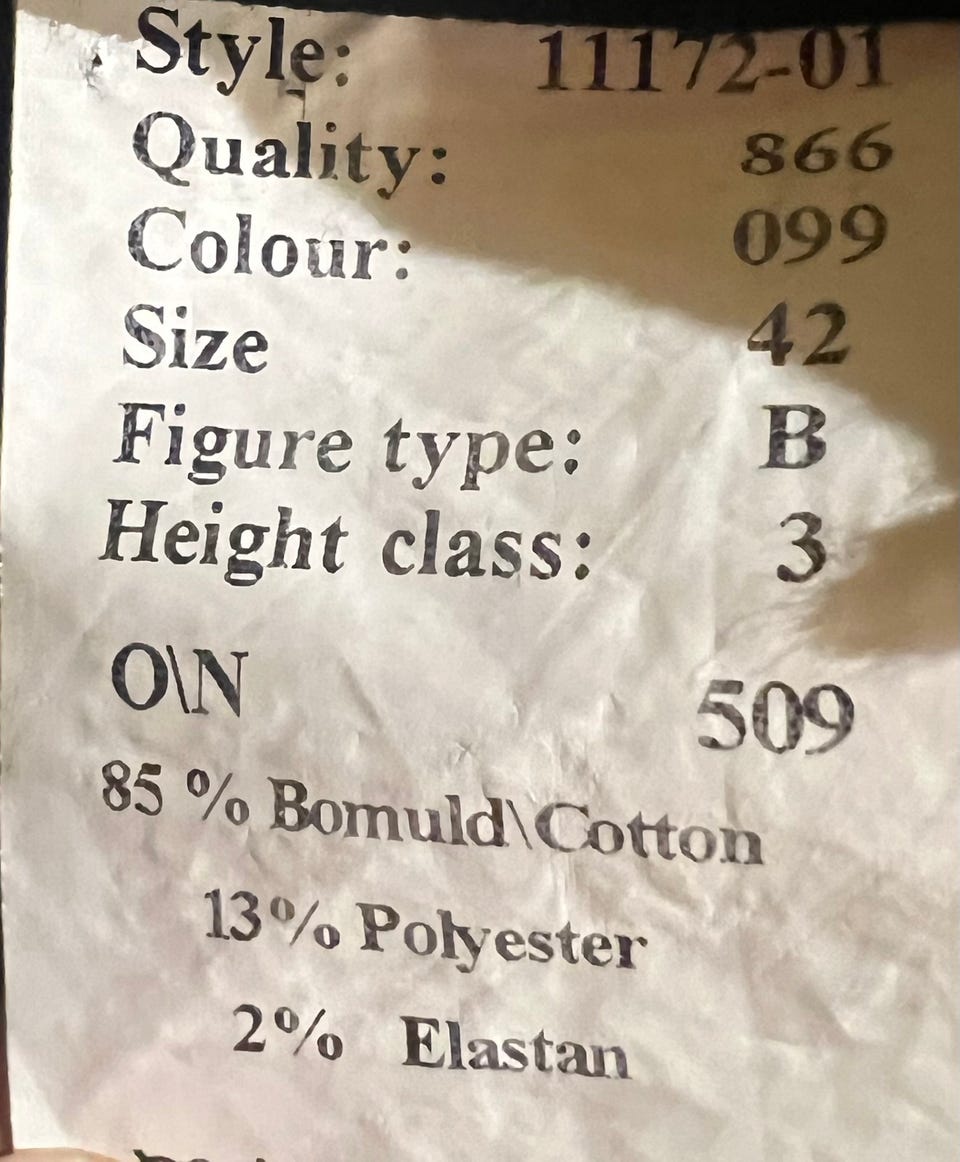 Style: 11172-01
Quality: 866
Colour: 099
Size 42
Figure type: B
Height class: 3
O\N 509
85 % Bomuld\Cotton
13% Polyester
2% Elastan